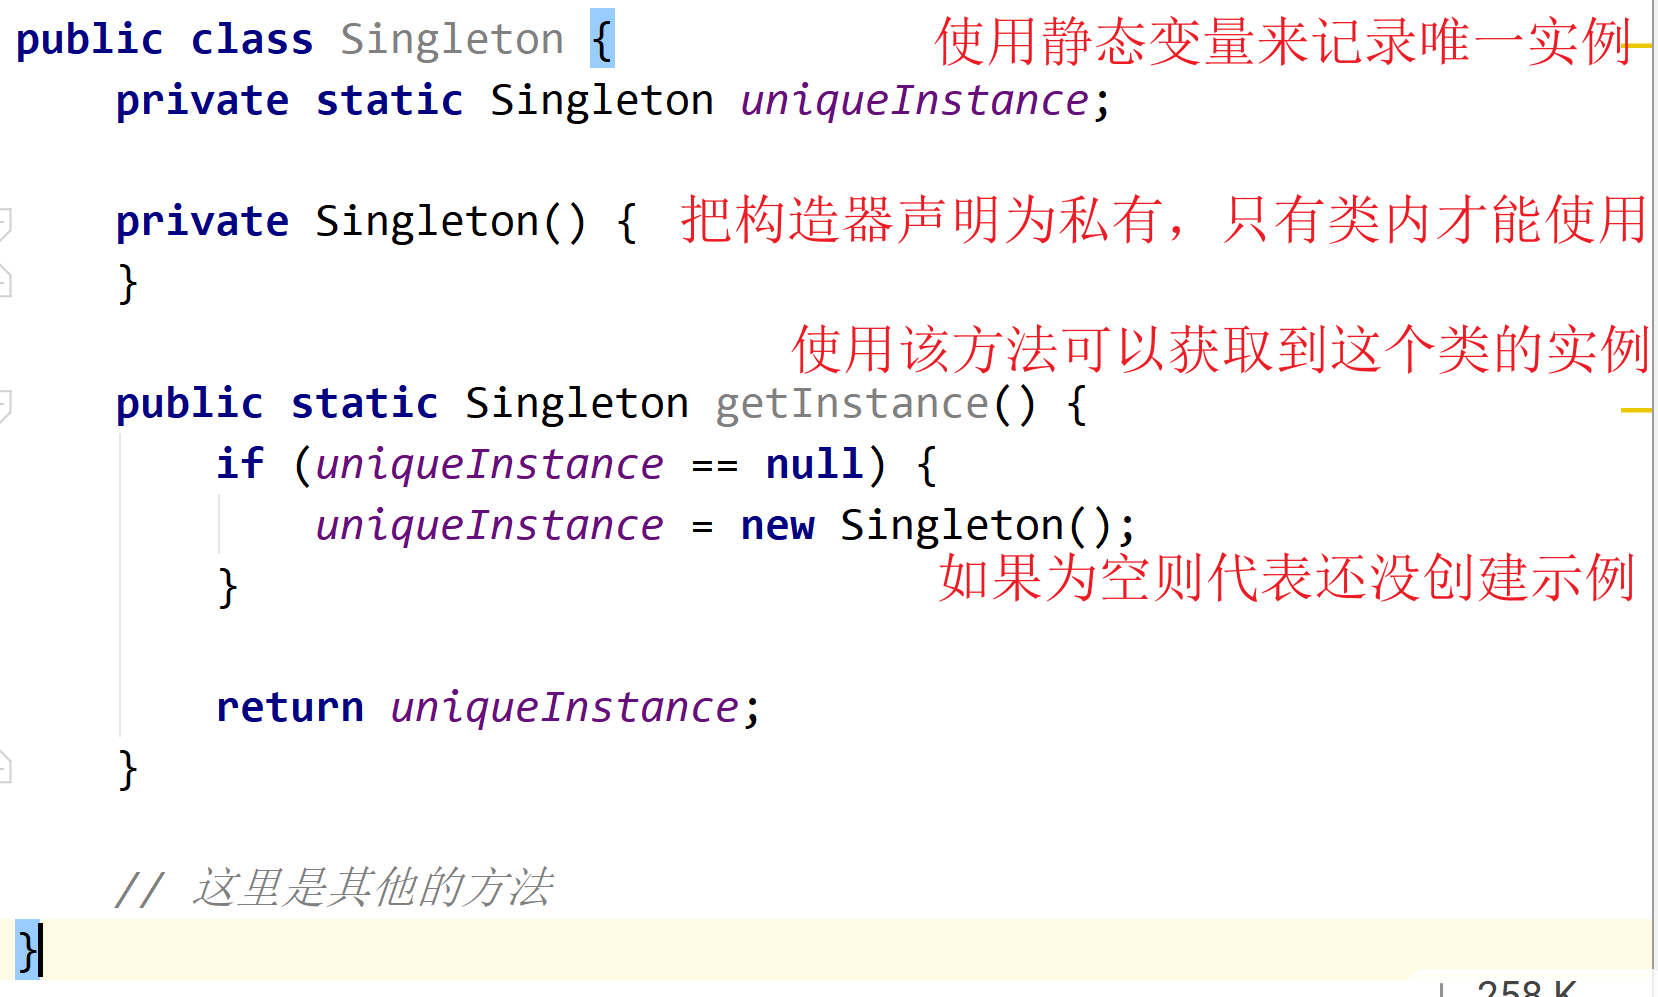 public class Singleton {
使用静态变量来记录唯一实例
private static Singleton uniqueInstance;
private Singleton() {
把构造器声明为私有，只有类内才能使用
}
使用该方法可以获取到这个类的实例
public static Singleton getInstance() {
if (uniqueInstance == null) {
uniqueInstance = new Singleton();
如果为空则代表还没创建示例
}
return uniqueInstance;
}
// 这里是其他的方法
}
258 K